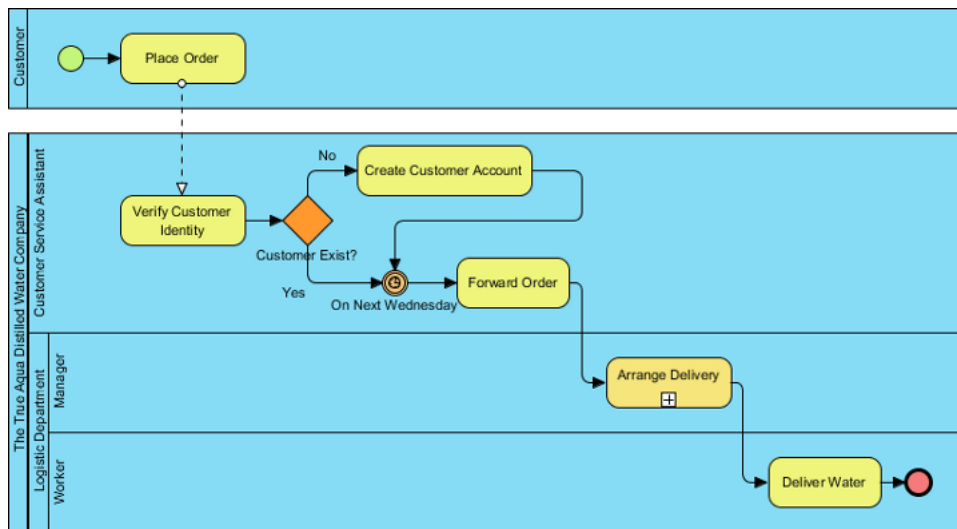 Customer
Place Order
The True Aqua Distilled Water Company
Customer Service Assistant
No
Create Customer Account
Verify Customer
Identity
Customer Exist?
Yes
On Next Wednesday
Forward Order
Logistic Department
Manager
Arrange Delivery
Worker
Deliver Water